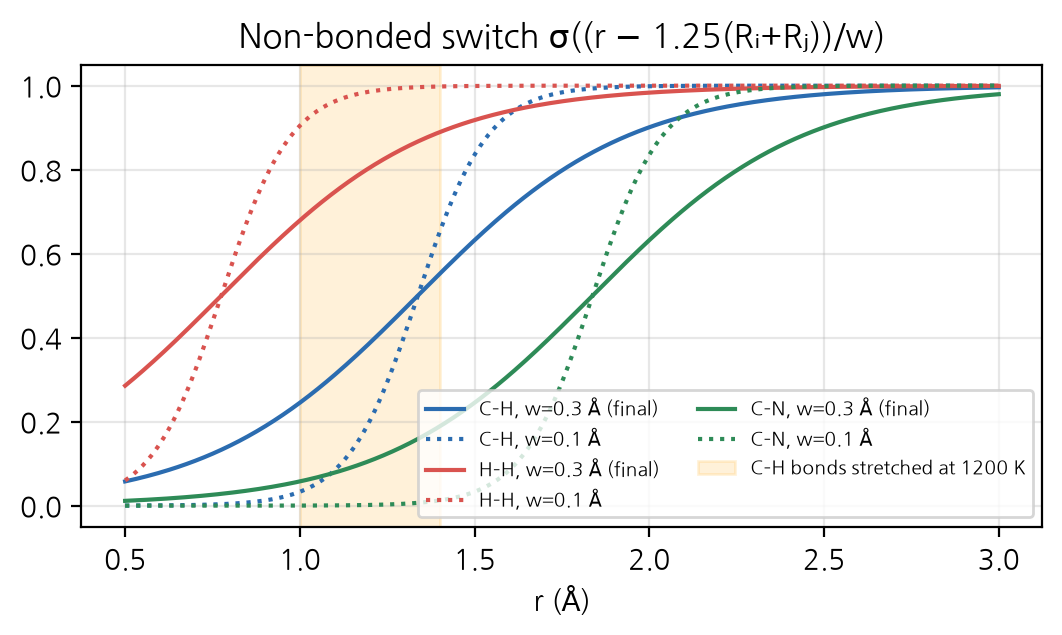 Non-bonded switch σ((r − 1.25(Rᵢ+Rⱼ))/w)
1.0
0.8
0.6
0.4
0.2
0.0
C-H, w=0.3 Å (final)
C-H, w=0.1 Å
H-H, w=0.3 Å (final)
H-H, w=0.1 Å
C-N, w=0.3 Å (final)
C-N, w=0.1 Å
C-H bonds stretched at 1200 K
0.5 1.0 1.5 2.0 2.5 3.0
r (Å)